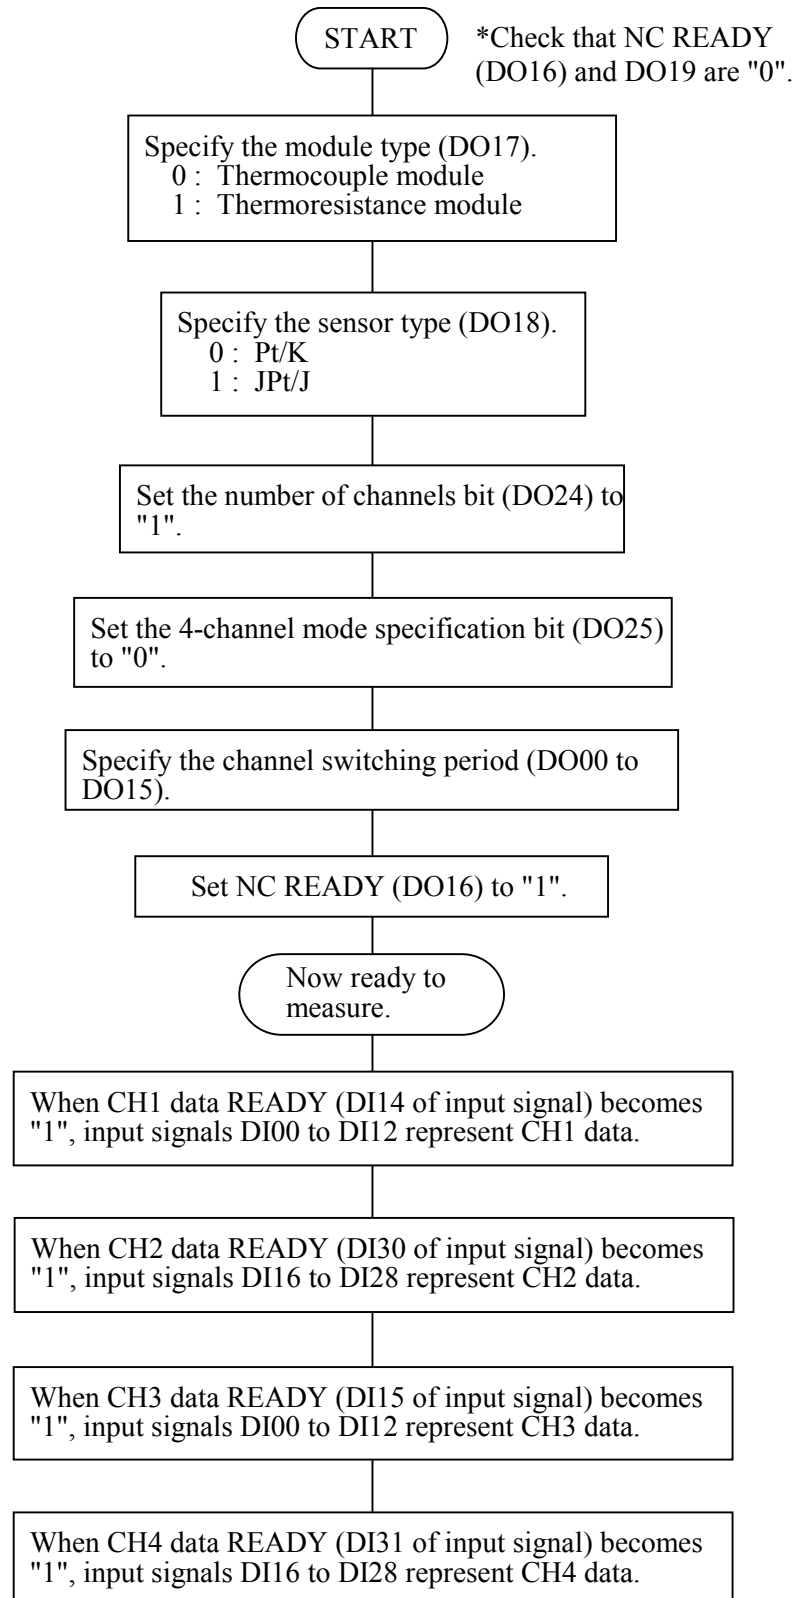 START
*Check that NC READY
(DO16) and DO19 are "0".
Specify the module type (DO17).
0 : Thermocouple module
1 : Thermoresistance module
Specify the sensor type (DO18).
0 : Pt/K
1 : JPt/J
Set the number of channels bit (DO24) to
"1".
Set the 4-channel mode specification bit (DO25)
to "0".
Specify the channel switching period (DO00 to
DO15).
Set NC READY (DO16) to "1".
Now ready to
measure.
When CH1 data READY (DI14 of input signal) becomes
"1", input signals DI00 to DI12 represent CH1 data.
When CH2 data READY (DI30 of input signal) becomes
"1", input signals DI16 to DI28 represent CH2 data.
When CH3 data READY (DI15 of input signal) becomes
"1", input signals DI00 to DI12 represent CH3 data.
When CH4 data READY (DI31 of input signal) becomes
"1", input signals DI16 to DI28 represent CH4 data.